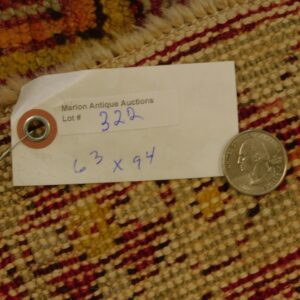 Marion Antique Auctions
Lot # 322
6³ x 9⁴